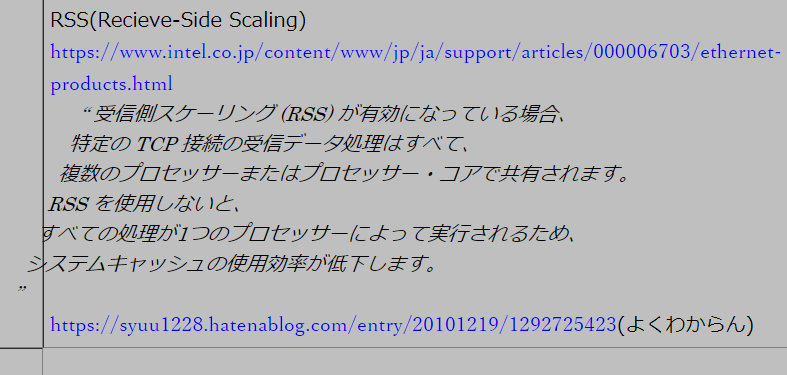 RSS(Recieve-Side Scaling)
https://www.intel.co.jp/content/www/jp/ja/support/articles/000006703/ethernet-
products.html
“受信側スケーリング (RSS) が有効になっている場合、
特定の TCP 接続の受信データ処理はすべて、
複数のプロセッサーまたはプロセッサー・コアで共有されます。
RSS を使用しないと、
すべての処理が1つのプロセッサーによって実行されるため、
システムキャッシュの使用効率が低下します。
”
https://syuu1228.hatenablog.com/entry/20101219/1292725423(よくわからん)